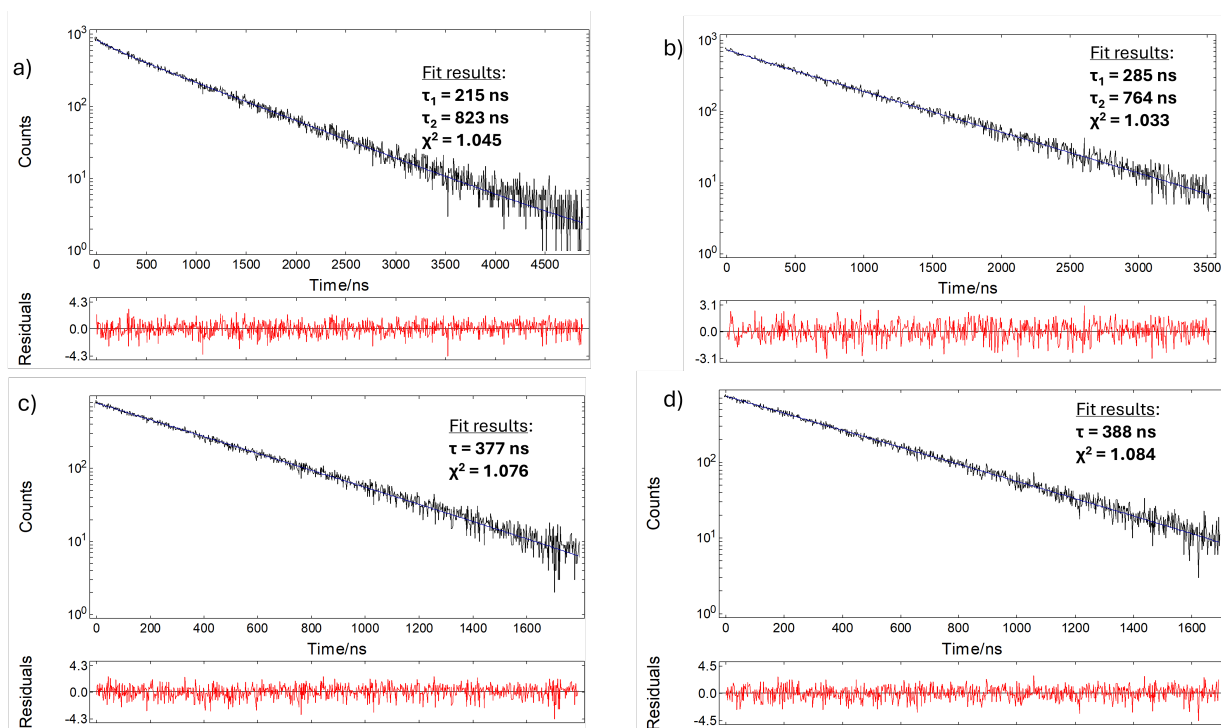 a)
10³
10²
10¹
10⁰
Counts
Fit results:
τ₁ = 215 ns
τ₂ = 823 ns
χ² = 1.045
0 500 1000 1500 2000 2500 3000 3500 4000 4500
Time/ns
Residuals
4.3
0.0
-4.3
b)
10³
10²
10¹
10⁰
Counts
Fit results:
τ₁ = 285 ns
τ₂ = 764 ns
χ² = 1.033
0 500 1000 1500 2000 2500 3000 3500
Time/ns
Residuals
3.1
0.0
-3.1
c)
10²
10¹
10⁰
Counts
Fit results:
τ = 377 ns
χ² = 1.076
0 200 400 600 800 1000 1200 1400 1600
Time/ns
Residuals
4.3
0.0
-4.3
d)
10²
10¹
10⁰
Counts
Fit results:
τ = 388 ns
χ² = 1.084
0 200 400 600 800 1000 1200 1400 1600
Time/ns
Residuals
4.5
0.0
-4.5